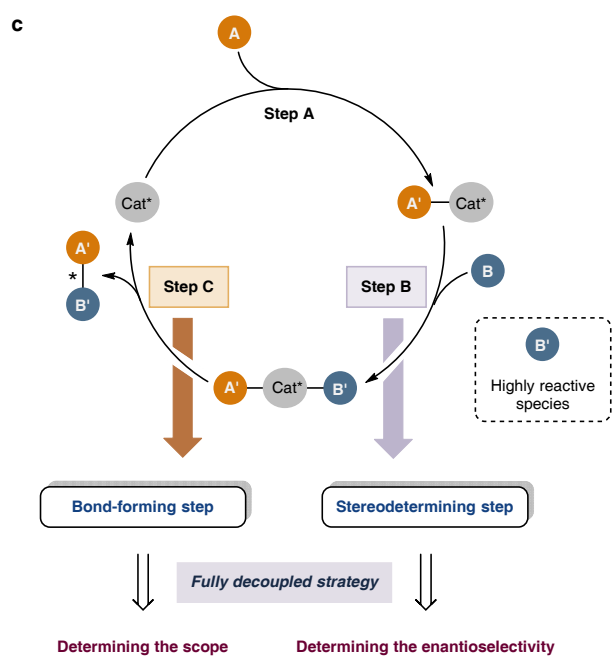 c
A
Step A
Cat*
A'
Cat*
A'
*
B'
Step C
Step B
B
B'
Highly reactive
species
A'
Cat*
B'
Bond-forming step
Stereodetermining step
Fully decoupled strategy
Determining the scope
Determining the enantioselectivity